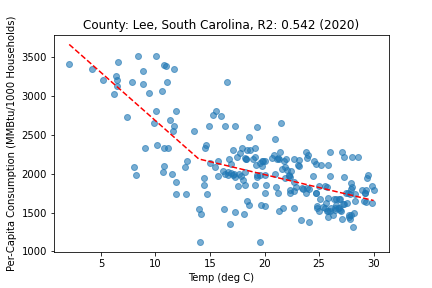 County: Lee, South Carolina, R2: 0.542 (2020)
Per-Capita Consumption (MMBtu/1000 Households)
3500
3000
2500
2000
1500
1000
5 10 15 20 25 30
Temp (deg C)